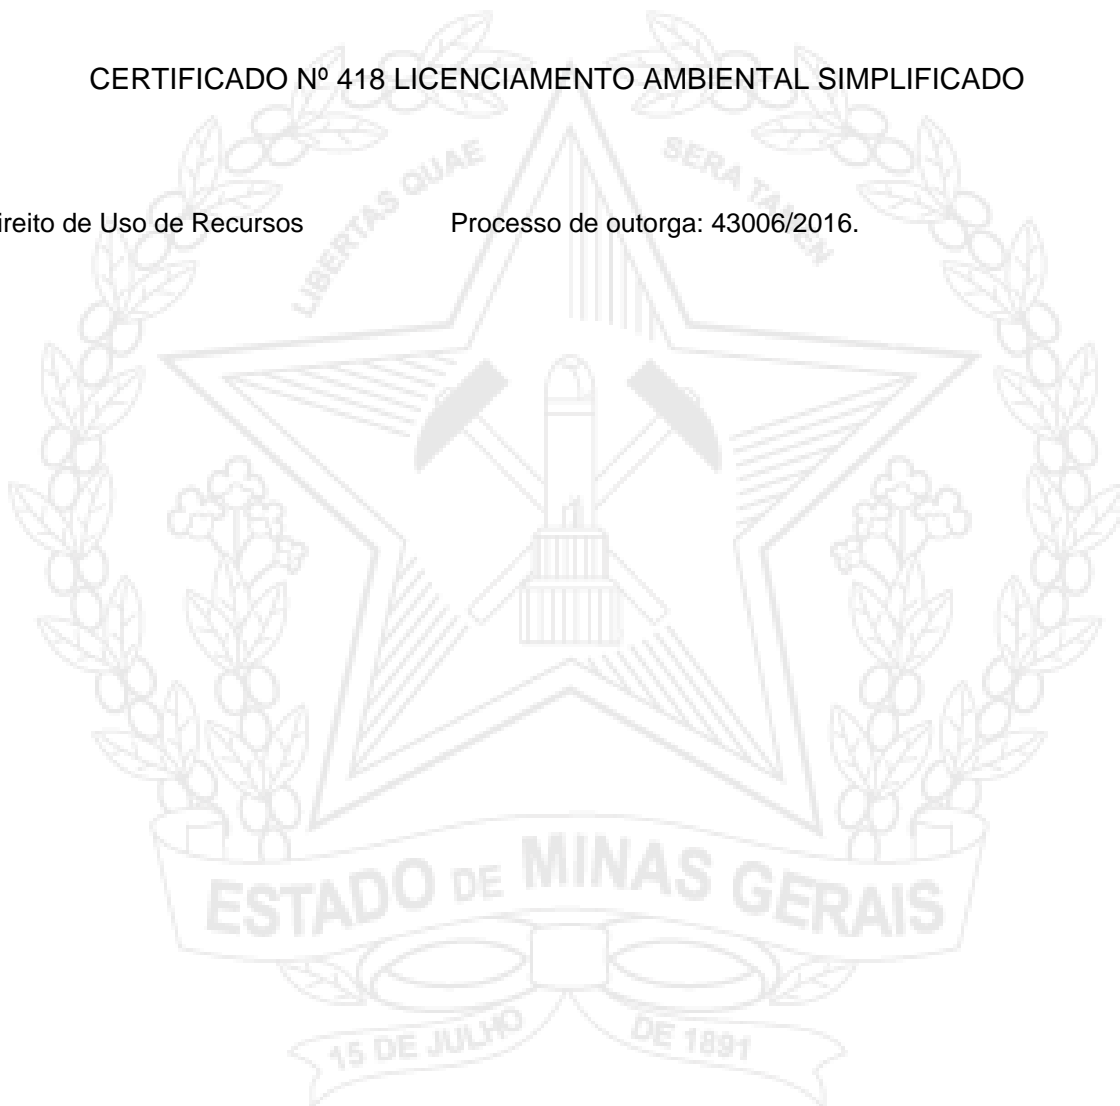 CERTIFICADO Nº 418 LICENCIAMENTO AMBIENTAL SIMPLIFICADO
LIBERTAS QUAE SERA TAMEN
ireito de Uso de Recursos Processo de outorga: 43006/2016.
ESTADO DE MINAS GERAIS
15 DE JULHO DE 1891